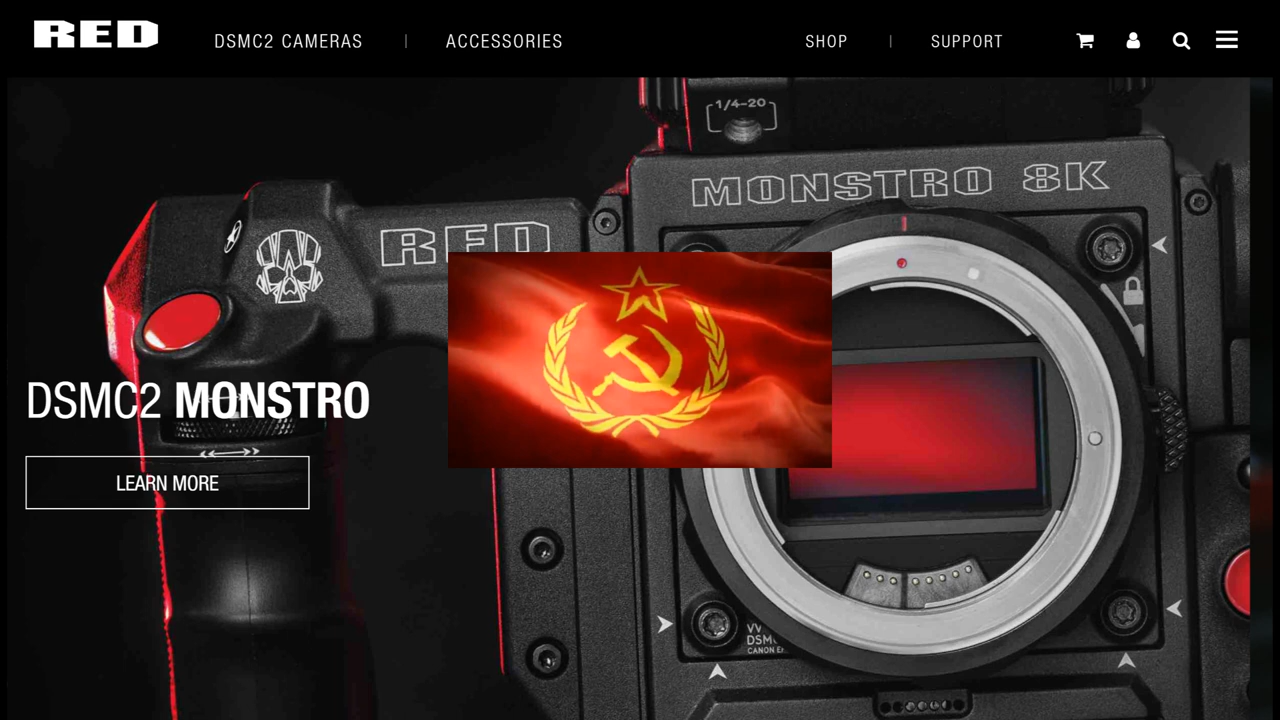 RED
DSMC2 CAMERAS
ACCESSORIES
SHOP
SUPPORT
1/4-20
MONSTRO 8K
RED
DSMC2 MONSTRO
LEARN MORE